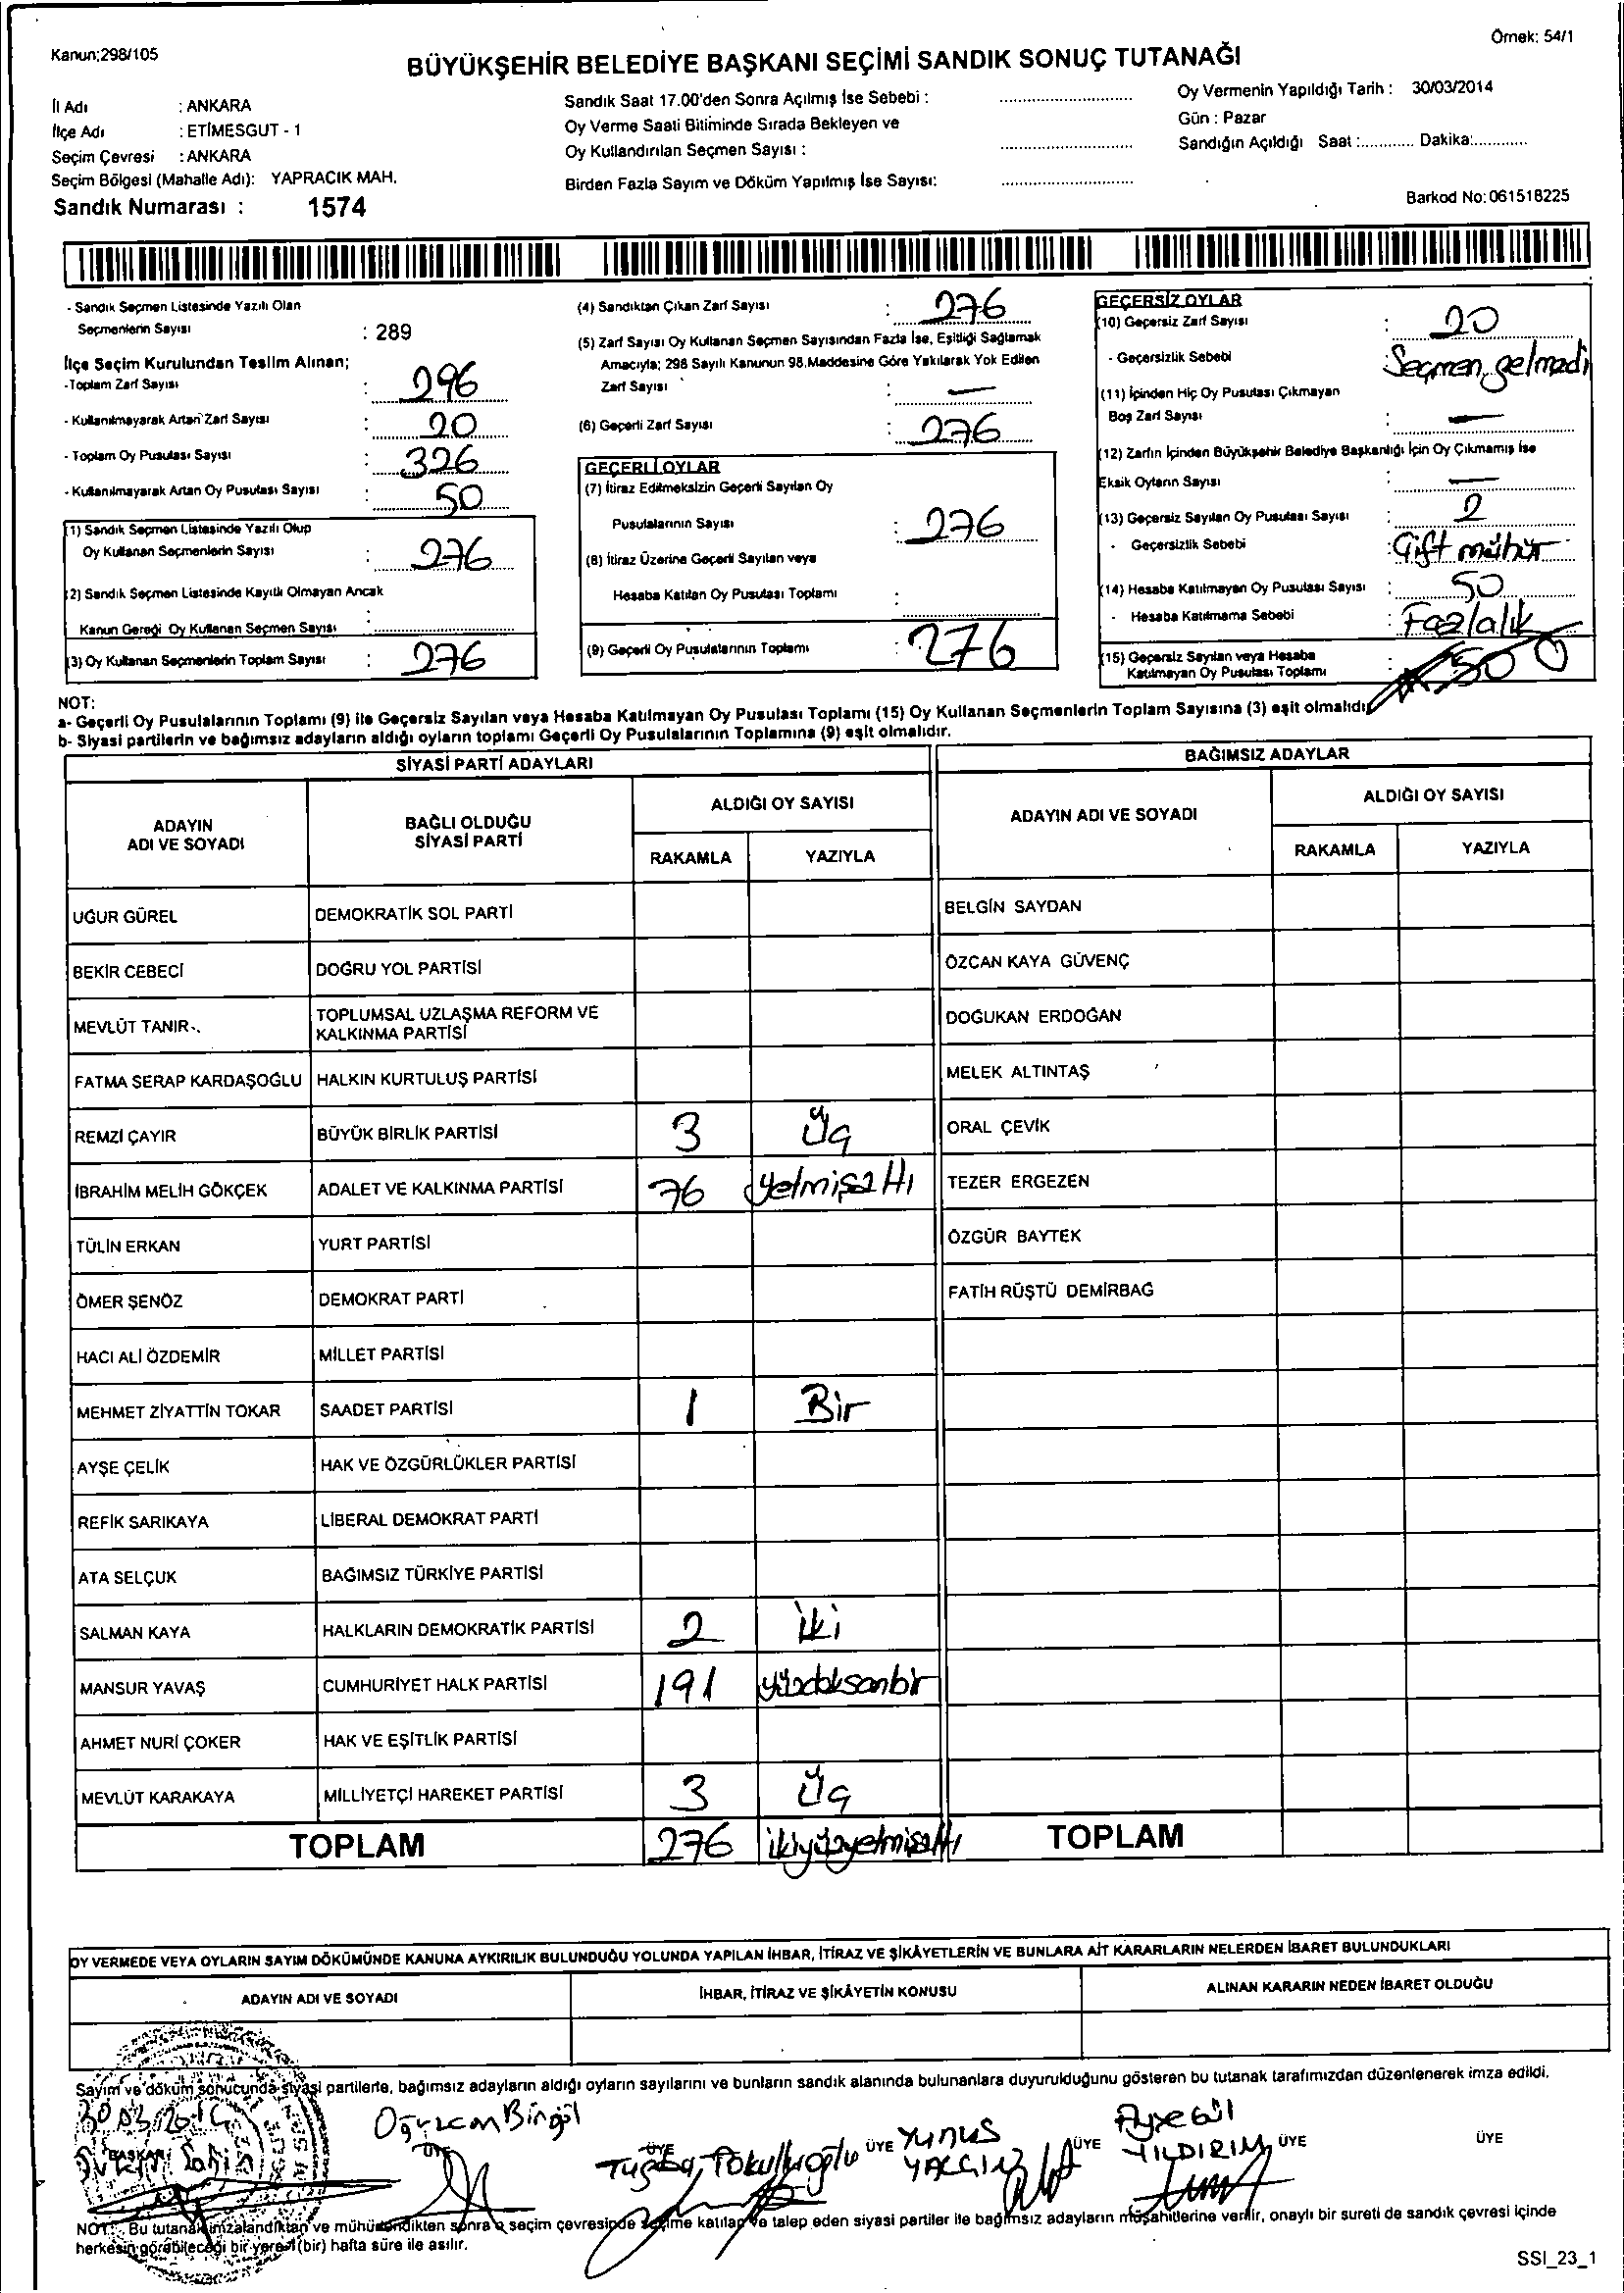 Kanun:298/105
Örnek: 54/1
BÜYÜKŞEHİR BELEDİYE BAŞKANI SEÇİMİ SANDIK SONUÇ TUTANAĞI
İl Adı : ANKARA
İlçe Adı : ETİMESGUT - 1
Seçim Çevresi : ANKARA
Seçim Bölgesi (Mahalle Adı): YAPRACIK MAH.
Sandık Numarası : 1574
Sandık Saat 17.00'den Sonra Açılmış İse Sebebi :
Oy Verme Saati Bitiminde Sırada Bekleyen ve
Oy Kullandırılan Seçmen Sayısı :
Birden Fazla Sayım ve Döküm Yapılmış İse Sayısı:
Oy Vermenin Yapıldığı Tarih : 30/03/2014
Gün : Pazar
Sandığın Açıldığı Saat :............ Dakika:............
Barkod No:061518225
- Sandık Seçmen Listesinde Yazılı Olan
Seçmenlerin Sayısı : 289
İlçe Seçim Kurulundan Teslim Alınan;
-Toplam Zarf Sayısı : 296
- Kullanılmayarak Artan Zarf Sayısı : 20
- Toplam Oy Pusulası Sayısı : 326
- Kullanılmayarak Artan Oy Pusulası Sayısı : 50
(1) Sandık Seçmen Listesinde Yazılı Olup
Oy Kullanan Seçmenlerin Sayısı : 276
(2) Sandık Seçmen Listesinde Kayıtlı Olmayan Ancak
Kanun Gereği Oy Kullanan Seçmen Sayısı :
(3) Oy Kullanan Seçmenlerin Toplam Sayısı : 276
(4) Sandıktan Çıkan Zarf Sayısı : 276
(5) Zarf Sayısı Oy Kullanan Seçmen Sayısından Fazla İse, Eşitliği Sağlamak
Amacıyla; 298 Sayılı Kanunun 98.Maddesine Göre Yakılarak Yok Edilen
Zarf Sayısı : —
(6) Geçerli Zarf Sayısı : 276
GEÇERLİ OYLAR
(7) İtiraz Edilmeksizin Geçerli Sayılan Oy
Pusulalarının Sayısı : 276
(8) İtiraz Üzerine Geçerli Sayılan veya
Hesaba Katılan Oy Pusulası Toplamı :
(9) Geçerli Oy Pusulalarının Toplamı : 276
GEÇERSİZ OYLAR
(10) Geçersiz Zarf Sayısı : 20
- Geçersizlik Sebebi : Seçmen gelmedi
(11) İçinden Hiç Oy Pusulası Çıkmayan
Boş Zarf Sayısı : —
(12) Zarfın İçinden Büyükşehir Belediye Başkanlığı İçin Oy Çıkmamış İse
Eksik Oyların Sayısı : —
(13) Geçersiz Sayılan Oy Pusulası Sayısı : 2
- Geçersizlik Sebebi : Çift mühür
(14) Hesaba Katılmayan Oy Pusulası Sayısı : 50
- Hesaba Katılmama Sebebi : Fazlalık
(15) Geçersiz Sayılan veya Hesaba
Katılmayan Oy Pusulası Toplamı : 50 0
NOT:
a- Geçerli Oy Pusulalarının Toplamı (9) ile Geçersiz Sayılan veya Hesaba Katılmayan Oy Pusulası Toplamı (15) Oy Kullanan Seçmenlerin Toplam Sayısına (3) eşit olmalıdır
b- Siyasi partilerin ve bağımsız adayların aldığı oyların toplamı Geçerli Oy Pusulalarının Toplamına (9) eşit olmalıdır.
SİYASİ PARTİ ADAYLARI
BAĞIMSIZ ADAYLAR
ADAYIN
ADI VE SOYADI
BAĞLI OLDUĞU
SİYASİ PARTİ
ALDIĞI OY SAYISI
RAKAMLA YAZIYLA
ADAYIN ADI VE SOYADI
ALDIĞI OY SAYISI
RAKAMLA YAZIYLA
UĞUR GÜREL DEMOKRATİK SOL PARTİ BELGİN SAYDAN
BEKİR CEBECİ DOĞRU YOL PARTİSİ ÖZCAN KAYA GÜVENÇ
MEVLÜT TANIR TOPLUMSAL UZLAŞMA REFORM VE
KALKINMA PARTİSİ DOĞUKAN ERDOĞAN
FATMA SERAP KARDAŞOĞLU HALKIN KURTULUŞ PARTİSİ MELEK ALTINTAŞ
REMZİ ÇAYIR BÜYÜK BİRLİK PARTİSİ 3 Üç ORAL ÇEVİK
İBRAHİM MELİH GÖKÇEK ADALET VE KALKINMA PARTİSİ 76 yetmişaltı TEZER ERGEZEN
TÜLİN ERKAN YURT PARTİSİ ÖZGÜR BAYTEK
ÖMER ŞENÖZ DEMOKRAT PARTİ FATİH RÜŞTÜ DEMİRBAĞ
HACI ALİ ÖZDEMİR MİLLET PARTİSİ
MEHMET ZİYATTİN TOKAR SAADET PARTİSİ 1 Bir
AYŞE ÇELİK HAK VE ÖZGÜRLÜKLER PARTİSİ
REFİK SARIKAYA LİBERAL DEMOKRAT PARTİ
ATA SELÇUK BAĞIMSIZ TÜRKİYE PARTİSİ
SALMAN KAYA HALKLARIN DEMOKRATİK PARTİSİ 2 iki
MANSUR YAVAŞ CUMHURİYET HALK PARTİSİ 191 yüzdoksanbir
AHMET NURİ ÇOKER HAK VE EŞİTLİK PARTİSİ
MEVLÜT KARAKAYA MİLLİYETÇİ HAREKET PARTİSİ 3 Üç
TOPLAM 276 ikiyüzyetmişaltı TOPLAM
OY VERMEDE VEYA OYLARIN SAYIM DÖKÜMÜNDE KANUNA AYKIRILIK BULUNDUĞU YOLUNDA YAPILAN İHBAR, İTİRAZ VE ŞİKÂYETLERİN VE BUNLARA AİT KARARLARIN NELERDEN İBARET BULUNDUKLARI
ADAYIN ADI VE SOYADI İHBAR, İTİRAZ VE ŞİKÂYETİN KONUSU ALINAN KARARIN NEDEN İBARET OLDUĞU
Sayım ve döküm sonucunda siyasi partilerle, bağımsız adayların aldığı oyların sayılarını ve bunların sandık alanında bulunanlara duyurulduğunu gösteren bu tutanak tarafımızdan düzenlenerek imza edildi.
30.03.2014
BAŞKAN Şahin
Oğuzcan Bingöl
ÜYE
Tuğba Tokulluoğlu
ÜYE
Yunus YALÇIN
ÜYE
Ayşegül YILDIRIM
ÜYE
ÜYE
ÜYE
NOT: Bu tutanak imzalandıktan ve mühürlendikten sonra o seçim çevresinde seçime katılan ve talep eden siyasi partiler ile bağımsız adayların müşahitlerine verilir, onaylı bir sureti de sandık çevresi içinde
herkesin görebileceği bir yere 1 (bir) hafta süre ile asılır.
SSI_23_1